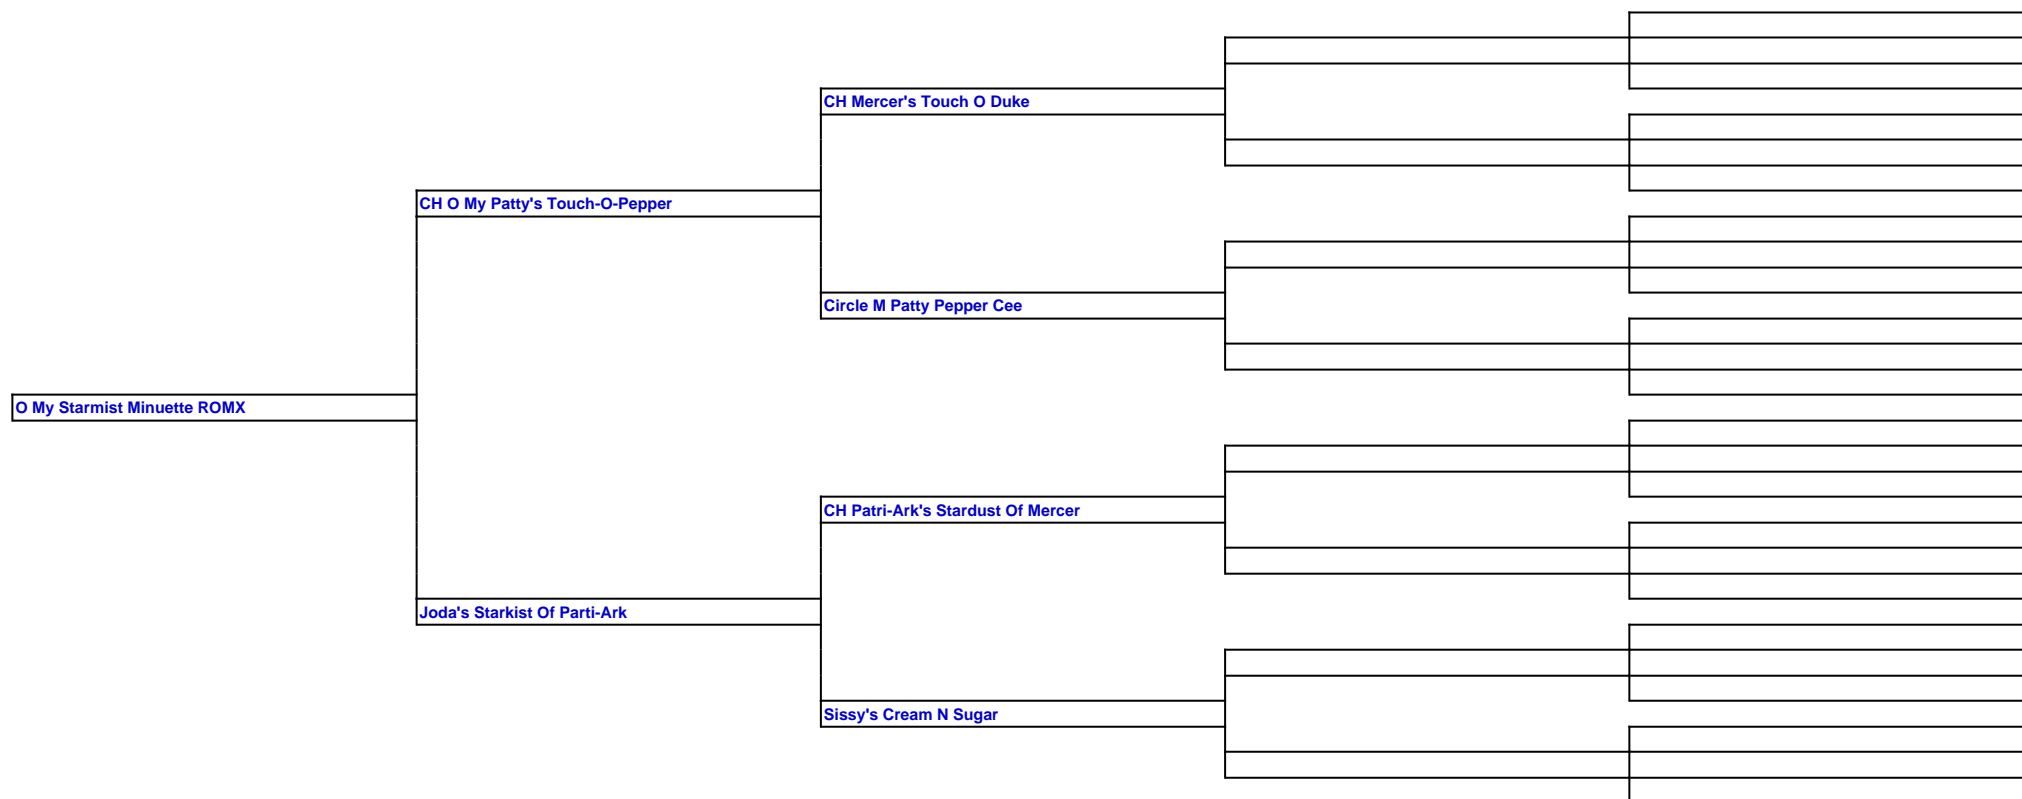 CH Mercer's Touch O Duke
CH O My Patty's Touch-O-Pepper
Circle M Patty Pepper Cee
O My Starmist Minuette ROMX
CH Patri-Ark's Stardust Of Mercer
Joda's Starkist Of Parti-Ark
Sissy's Cream N Sugar